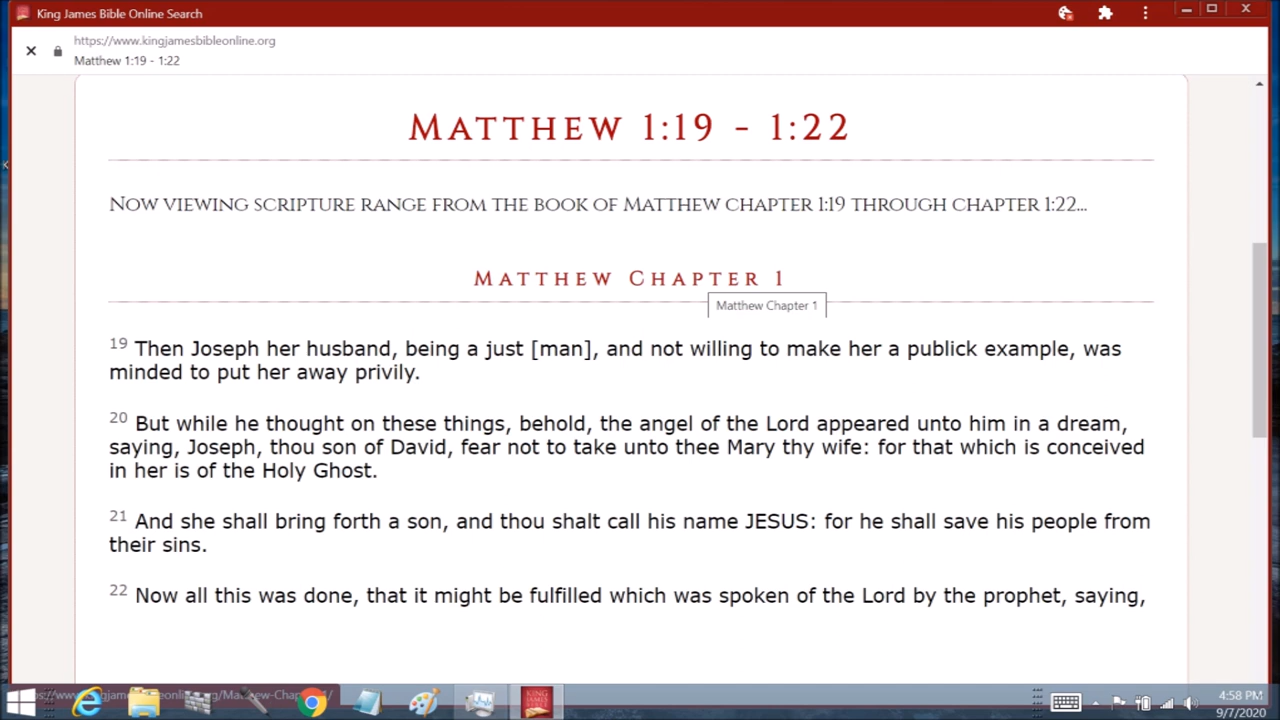 King James Bible Online Search
https://www.kingjamesbibleonline.org
Matthew 1:19 - 1:22
Matthew 1:19 - 1:22
Now viewing scripture range from the book of Matthew chapter 1:19 through chapter 1:22...
Matthew Chapter 1
Matthew Chapter 1
19 Then Joseph her husband, being a just [man], and not willing to make her a publick example, was
minded to put her away privily.
20 But while he thought on these things, behold, the angel of the Lord appeared unto him in a dream,
saying, Joseph, thou son of David, fear not to take unto thee Mary thy wife: for that which is conceived
in her is of the Holy Ghost.
21 And she shall bring forth a son, and thou shalt call his name JESUS: for he shall save his people from
their sins.
22 Now all this was done, that it might be fulfilled which was spoken of the Lord by the prophet, saying,
KING
JAMES
BIBLE
4:58 PM
9/7/2020